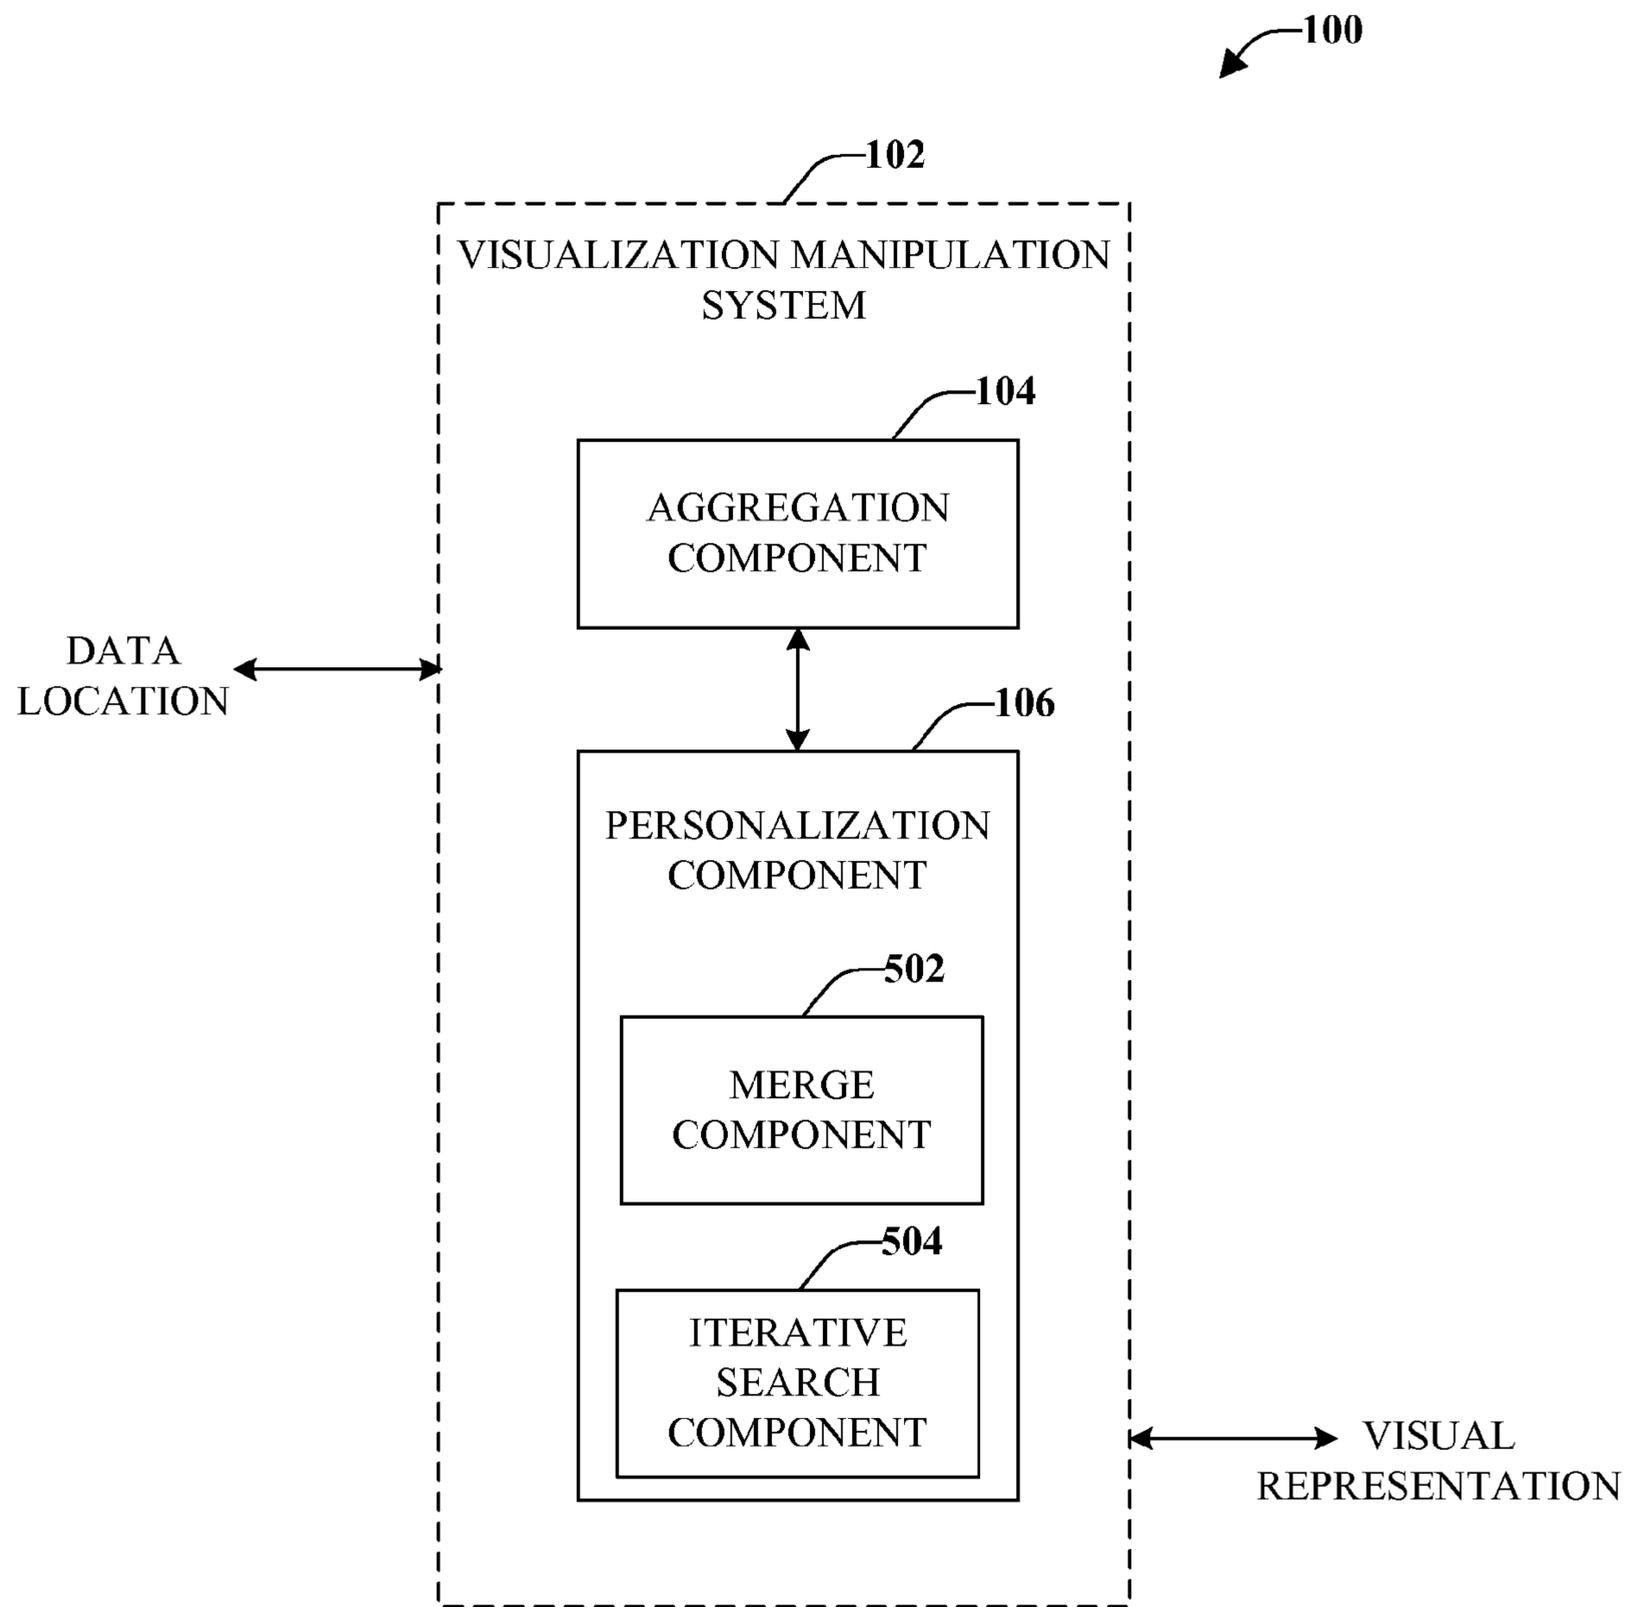 100
102
VISUALIZATION MANIPULATION
SYSTEM
104
AGGREGATION
COMPONENT
DATA
LOCATION
106
PERSONALIZATION
COMPONENT
502
MERGE
COMPONENT
504
ITERATIVE
SEARCH
COMPONENT
VISUAL
REPRESENTATION